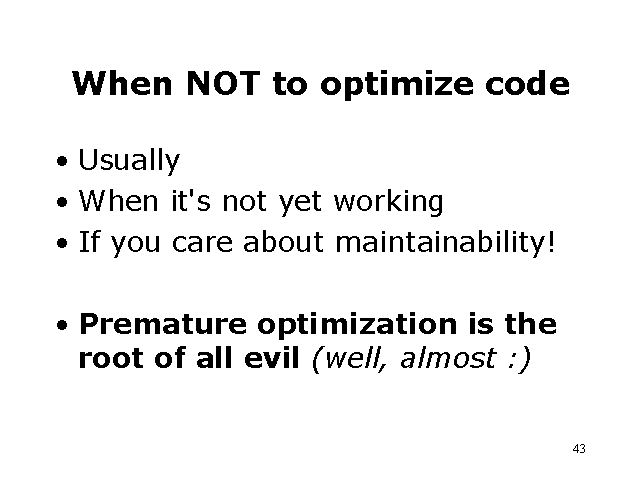 When NOT to optimize code
• Usually
• When it's not yet working
• If you care about maintainability!
• Premature optimization is the
root of all evil (well, almost :)
43